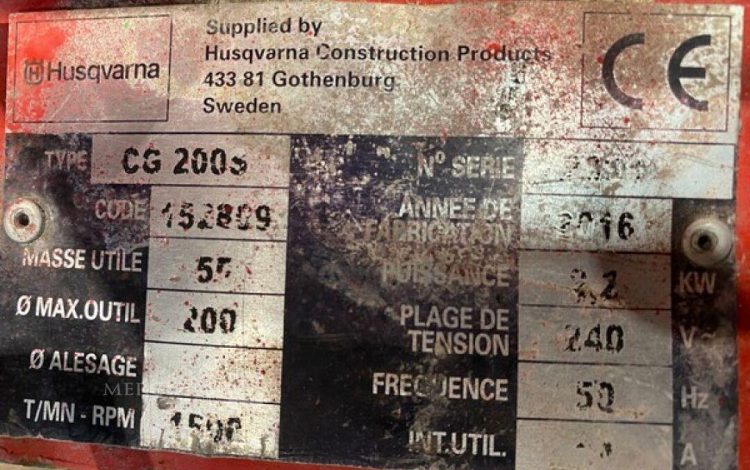 Husqvarna
Supplied by
Husqvarna Construction Products
433 81 Gothenburg
Sweden
CE
TYPE CG 200S
CODE
MASSE UTILE
Ø MAX.OUTIL 200
Ø ALESAGE
T/MN - RPM
N° SERIE
ANNÉE DE
FABRICATION 2016
PUISSANCE KW
PLAGE DE
TENSION 240 V~
FREQUENCE 50 Hz
INT.UTIL. A